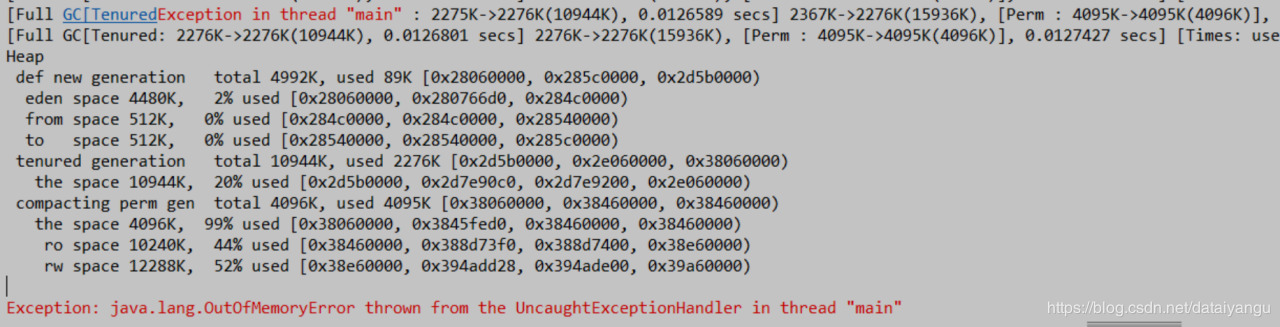 [Full GC[TenuredException in thread "main" : 2275K->2276K(10944K), 0.0126589 secs] 2367K->2276K(15936K), [Perm : 4095K->4095K(4096K)],
[Full GC[Tenured: 2276K->2276K(10944K), 0.0126801 secs] 2276K->2276K(15936K), [Perm : 4095K->4095K(4096K)], 0.0127427 secs] [Times: use
Heap
def new generation   total 4992K, used 89K [0x28060000, 0x285c0000, 0x2d5b0000)
eden space 4480K,   2% used [0x28060000, 0x280766d0, 0x284c0000)
from space 512K,   0% used [0x284c0000, 0x284c0000, 0x28540000)
to   space 512K,   0% used [0x28540000, 0x28540000, 0x285c0000)
tenured generation   total 10944K, used 2276K [0x2d5b0000, 0x2e060000, 0x38060000)
the space 10944K,  20% used [0x2d5b0000, 0x2d7e90c0, 0x2d7e9200, 0x2e060000)
compacting perm gen  total 4096K, used 4095K [0x38060000, 0x38460000, 0x38460000)
the space 4096K,  99% used [0x38060000, 0x3845fed0, 0x38460000, 0x38460000)
ro space 10240K,  44% used [0x38460000, 0x388d73f0, 0x388d7400, 0x38e60000)
rw space 12288K,  52% used [0x38e60000, 0x394add28, 0x394ade00, 0x39a60000)
Exception: java.lang.OutOfMemoryError thrown from the UncaughtExceptionHandler in thread "main"
https://blog.csdn.net/dataiyangu